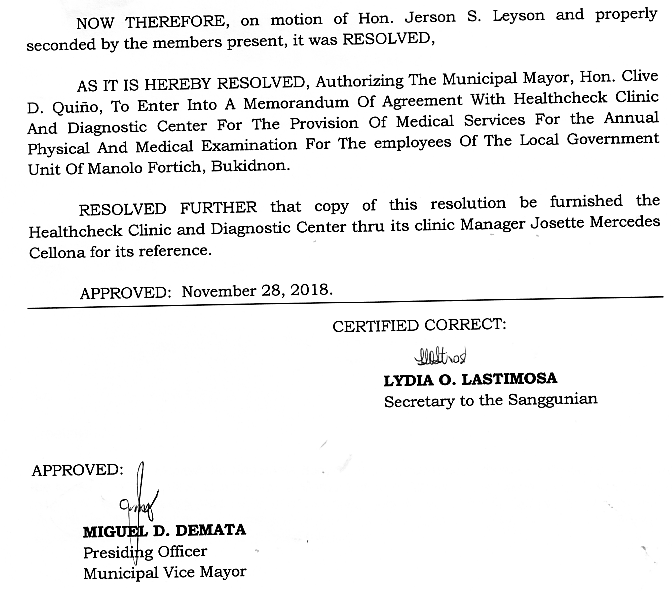 NOW THEREFORE, on motion of Hon. Jerson S. Leyson and properly
seconded by the members present, it was RESOLVED,
AS IT IS HEREBY RESOLVED, Authorizing The Municipal Mayor, Hon. Clive
D. Quiño, To Enter Into A Memorandum Of Agreement With Healthcheck Clinic
And Diagnostic Center For The Provision Of Medical Services For the Annual
Physical And Medical Examination For The employees Of The Local Government
Unit Of Manolo Fortich, Bukidnon.
RESOLVED FURTHER that copy of this resolution be furnished the
Healthcheck Clinic and Diagnostic Center thru its clinic Manager Josette Mercedes
Cellona for its reference.
APPROVED: November 28, 2018.
CERTIFIED CORRECT:
LYDIA O. LASTIMOSA
Secretary to the Sanggunian
APPROVED:
MIGUEL D. DEMATA
Presiding Officer
Municipal Vice Mayor